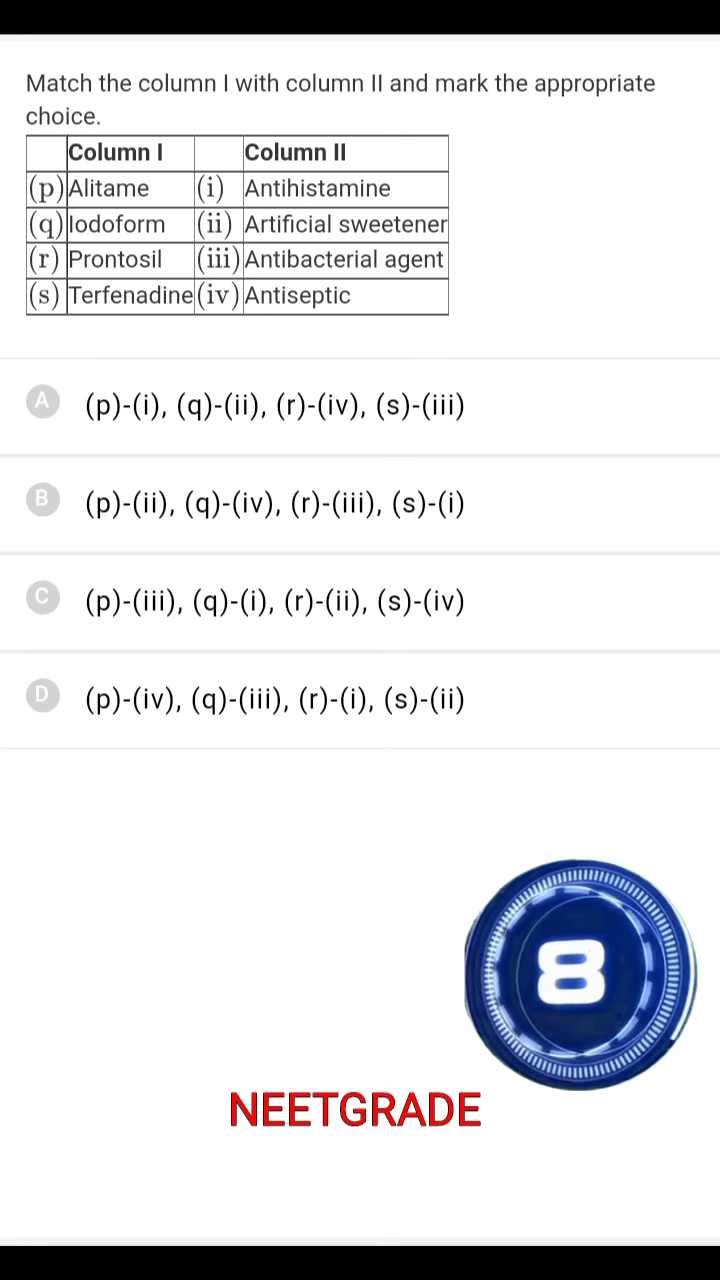 Match the column I with column II and mark the appropriate
choice.
Column I Column II
(p) Alitame (i) Antihistamine
(q) Iodoform (ii) Artificial sweetener
(r) Prontosil (iii) Antibacterial agent
(s) Terfenadine (iv) Antiseptic
A (p)-(i), (q)-(ii), (r)-(iv), (s)-(iii)
B (p)-(ii), (q)-(iv), (r)-(iii), (s)-(i)
C (p)-(iii), (q)-(i), (r)-(ii), (s)-(iv)
D (p)-(iv), (q)-(iii), (r)-(i), (s)-(ii)
8
NEETGRADE